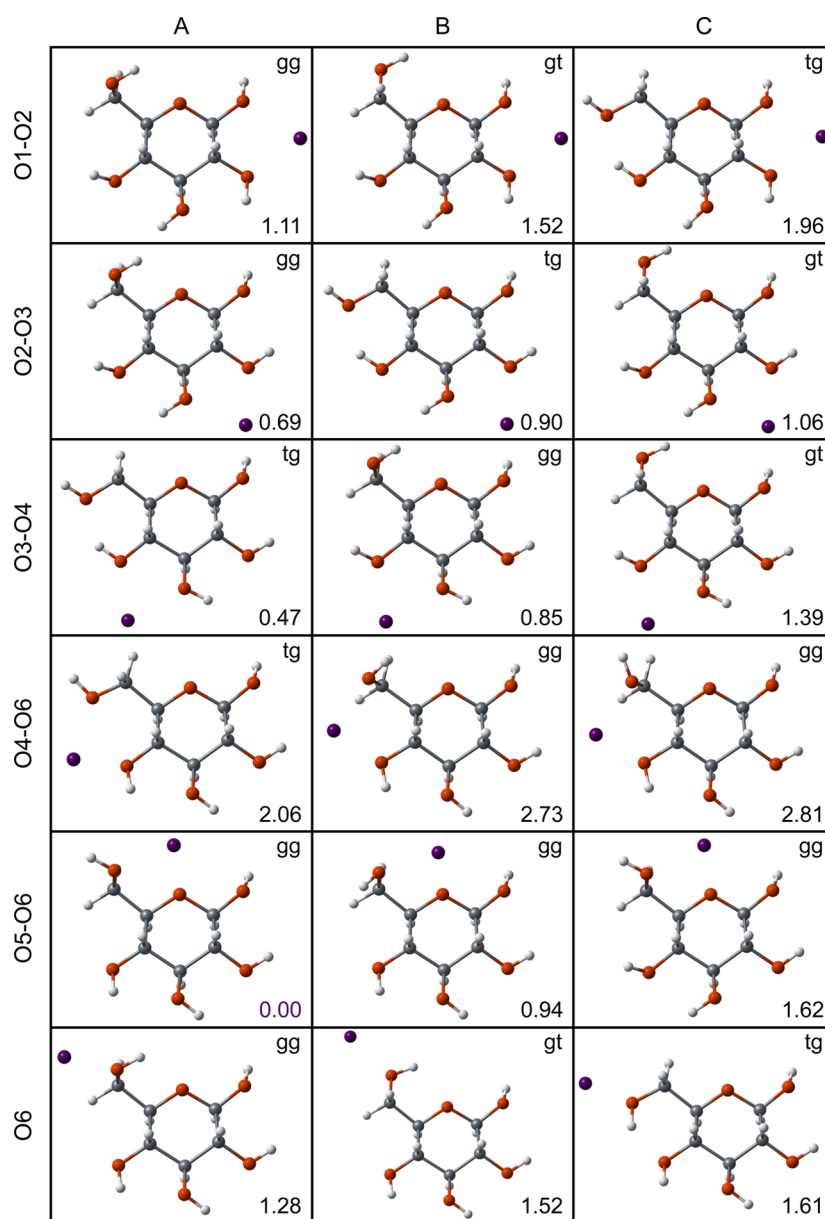 A B C
O1-O2
gg gt tg
1.11 1.52 1.96
O2-O3
gg tg gt
0.69 0.90 1.06
O3-O4
tg gg gt
0.47 0.85 1.39
O4-O6
tg gg gg
2.06 2.73 2.81
O5-O6
gg gg gg
0.00 0.94 1.62
O6
gg gt tg
1.28 1.52 1.61